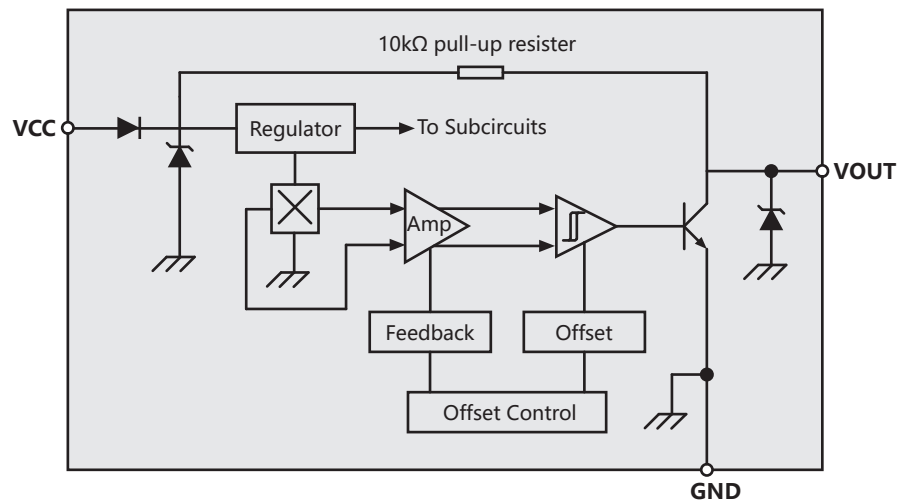 10kΩ pull-up resister
VCC
Regulator
To Subcircuits
VOUT
Amp
Feedback
Offset
Offset Control
GND